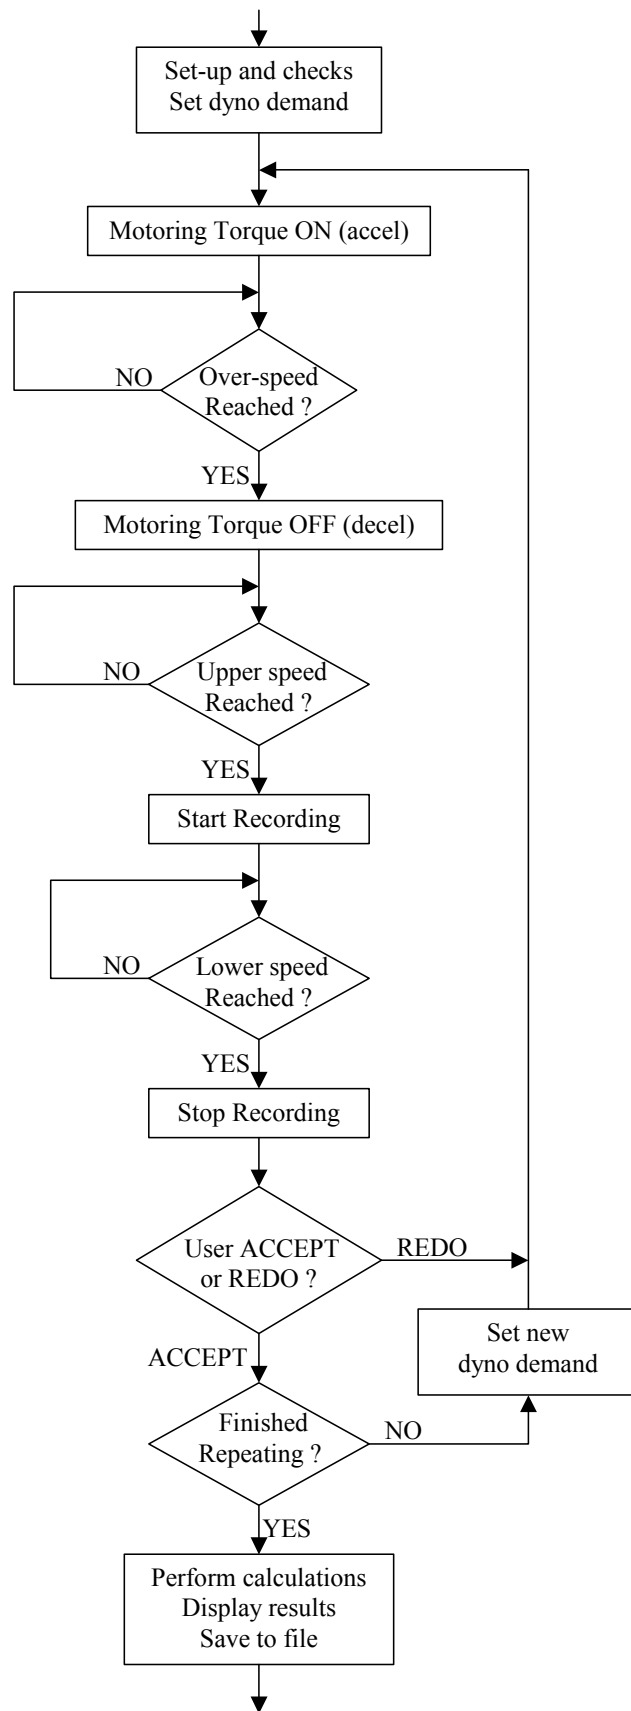 Set-up and checks
Set dyno demand
Motoring Torque ON (accel)
NO
Over-speed
Reached ?
YES
Motoring Torque OFF (decel)
NO
Upper speed
Reached ?
YES
Start Recording
NO
Lower speed
Reached ?
YES
Stop Recording
User ACCEPT
or REDO ?
REDO
ACCEPT
Set new
dyno demand
Finished
Repeating ?
NO
YES
Perform calculations
Display results
Save to file